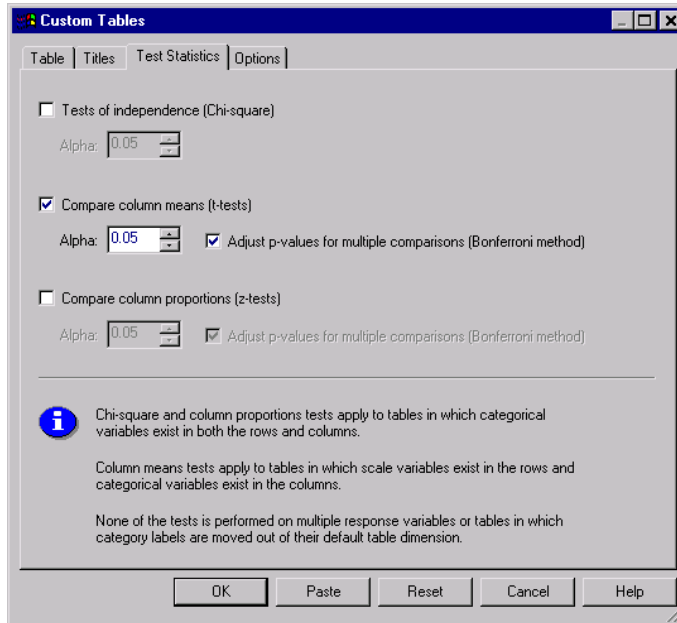 Custom Tables
Table Titles Test Statistics Options
Tests of independence (Chi-square)
Alpha: 0.05
Compare column means (t-tests)
Alpha: 0.05 Adjust p-values for multiple comparisons (Bonferroni method)
Compare column proportions (z-tests)
Alpha: 0.05 Adjust p-values for multiple comparisons (Bonferroni method)
Chi-square and column proportions tests apply to tables in which categorical
variables exist in both the rows and columns.
Column means tests apply to tables in which scale variables exist in the rows and
categorical variables exist in the columns.
None of the tests is performed on multiple response variables or tables in which
category labels are moved out of their default table dimension.
OK Paste Reset Cancel Help